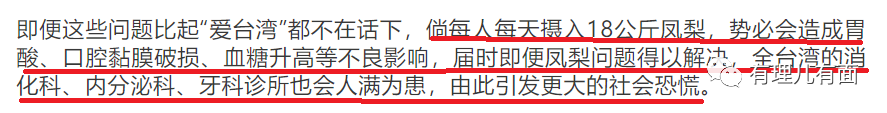 即便这些问题比起“爱台湾”都不在话下，倘每人每天摄入18公斤凤梨，势必会造成胃
酸、口腔黏膜破损、血糖升高等不良影响，届时即便凤梨问题得以解决，全台湾的消
化科、内分泌科、牙科诊所也会人满为患，由此引发更大的社会恐慌。
有理儿有面